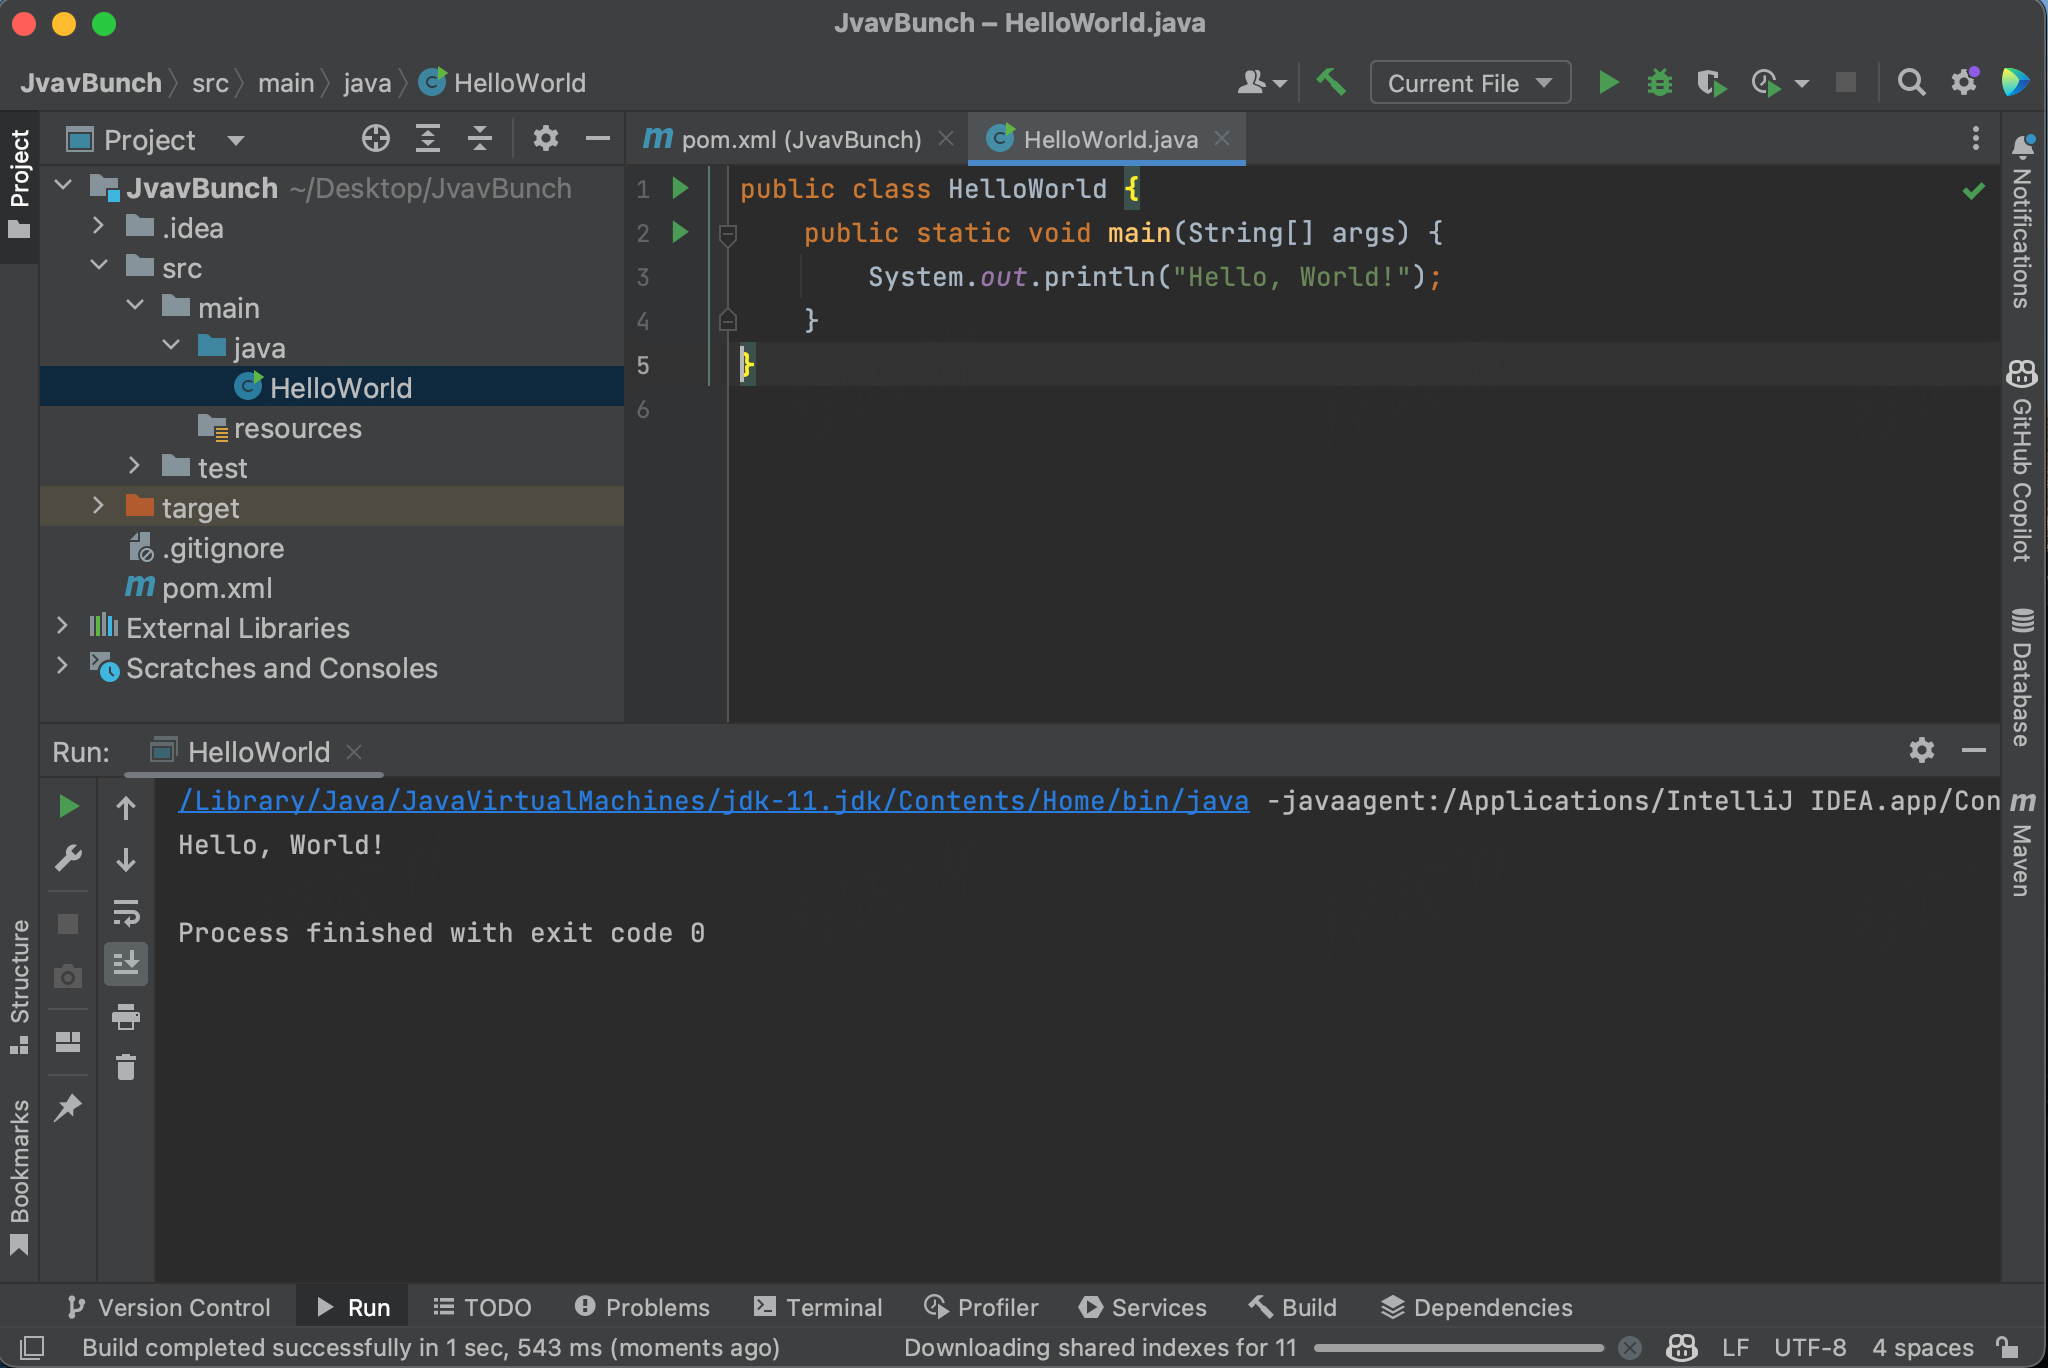 JvavBunch – HelloWorld.java
JvavBunch src main java HelloWorld
Current File
Project
Project
pom.xml (JvavBunch)
HelloWorld.java
JvavBunch ~/Desktop/JvavBunch
.idea
src
main
java
HelloWorld
resources
test
target
.gitignore
pom.xml
External Libraries
Scratches and Consoles
1 public class HelloWorld {
2 public static void main(String[] args) {
3 System.out.println("Hello, World!");
4 }
5 }
6
Notifications
GitHub Copilot
Database
Maven
Run: HelloWorld
/Library/Java/JavaVirtualMachines/jdk-11.jdk/Contents/Home/bin/java -javaagent:/Applications/IntelliJ IDEA.app/Con
Hello, World!
Process finished with exit code 0
Structure
Bookmarks
Version Control Run TODO Problems Terminal Profiler Services Build Dependencies
Build completed successfully in 1 sec, 543 ms (moments ago) Downloading shared indexes for 11 LF UTF-8 4 spaces